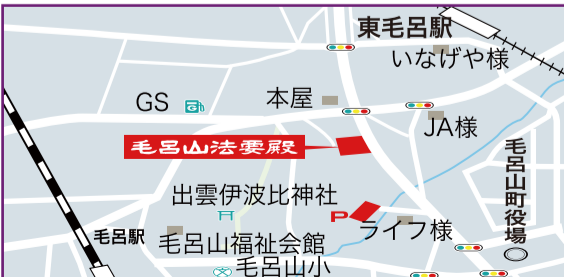 東毛呂駅
いなげや様
GS
本屋
JA様
毛呂山法要殿
毛呂山町役場
出雲伊波比神社
P
ライフ様
毛呂駅
毛呂山福祉会館
毛呂山小